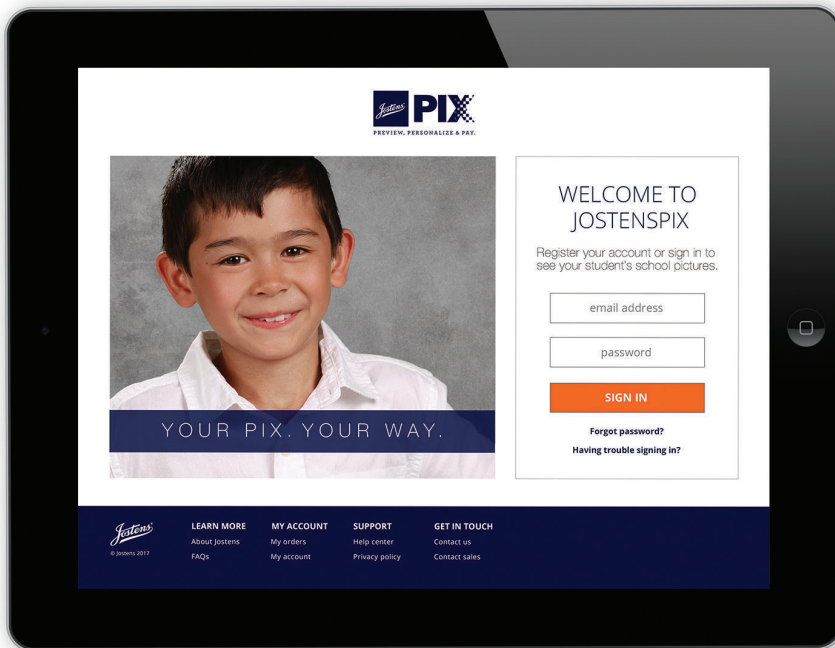 Jostens PIX
PREVIEW, PERSONALIZE & PAY.
YOUR PIX. YOUR WAY.
WELCOME TO
JOSTENSPIX
Register your account or sign in to
see your student's school pictures.
email address
password
SIGN IN
Forgot password?
Having trouble signing in?
Jostens
© Jostens 2017
LEARN MORE
About Jostens
FAQs
MY ACCOUNT
My orders
My account
SUPPORT
Help center
Privacy policy
GET IN TOUCH
Contact us
Contact sales